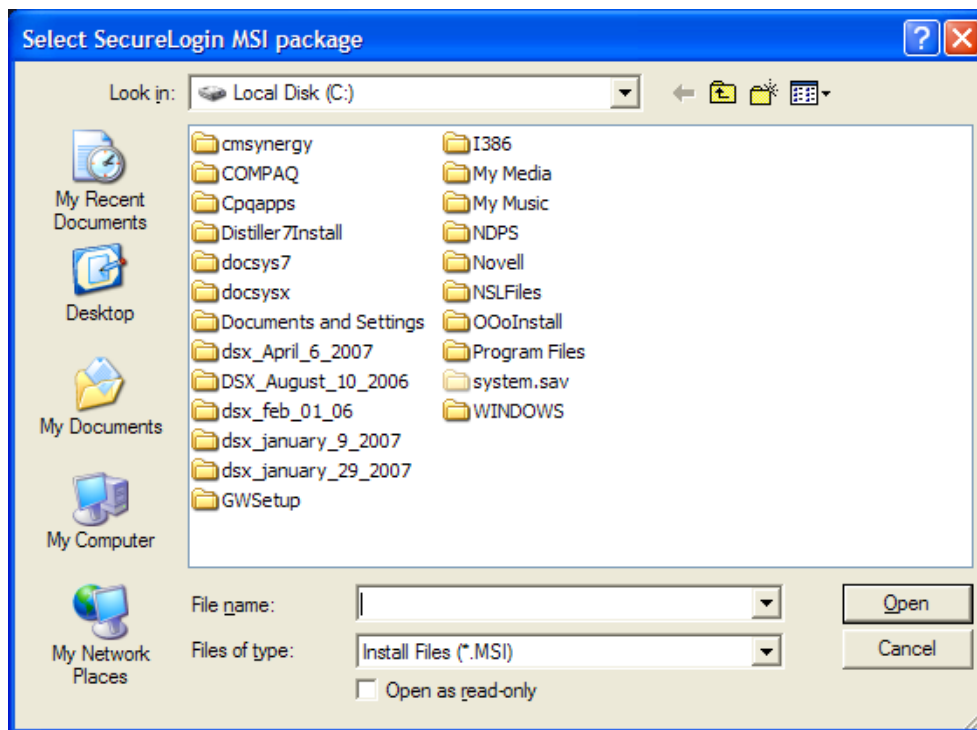 Select SecureLogin MSI package
Look in:
Local Disk (C:)
My Recent
Documents
Desktop
My Documents
My Computer
My Network
Places
cmsynergy
COMPAQ
Cpqapps
Distiller7Install
docsys7
docsysx
Documents and Settings
dsx_April_6_2007
DSX_August_10_2006
dsx_feb_01_06
dsx_january_9_2007
dsx_january_29_2007
GWSetup
I386
My Media
My Music
NDPS
Novell
NSLFiles
OOoInstall
Program Files
system.sav
WINDOWS
File name:
Open
Files of type:
Install Files (*.MSI)
Cancel
Open as read-only